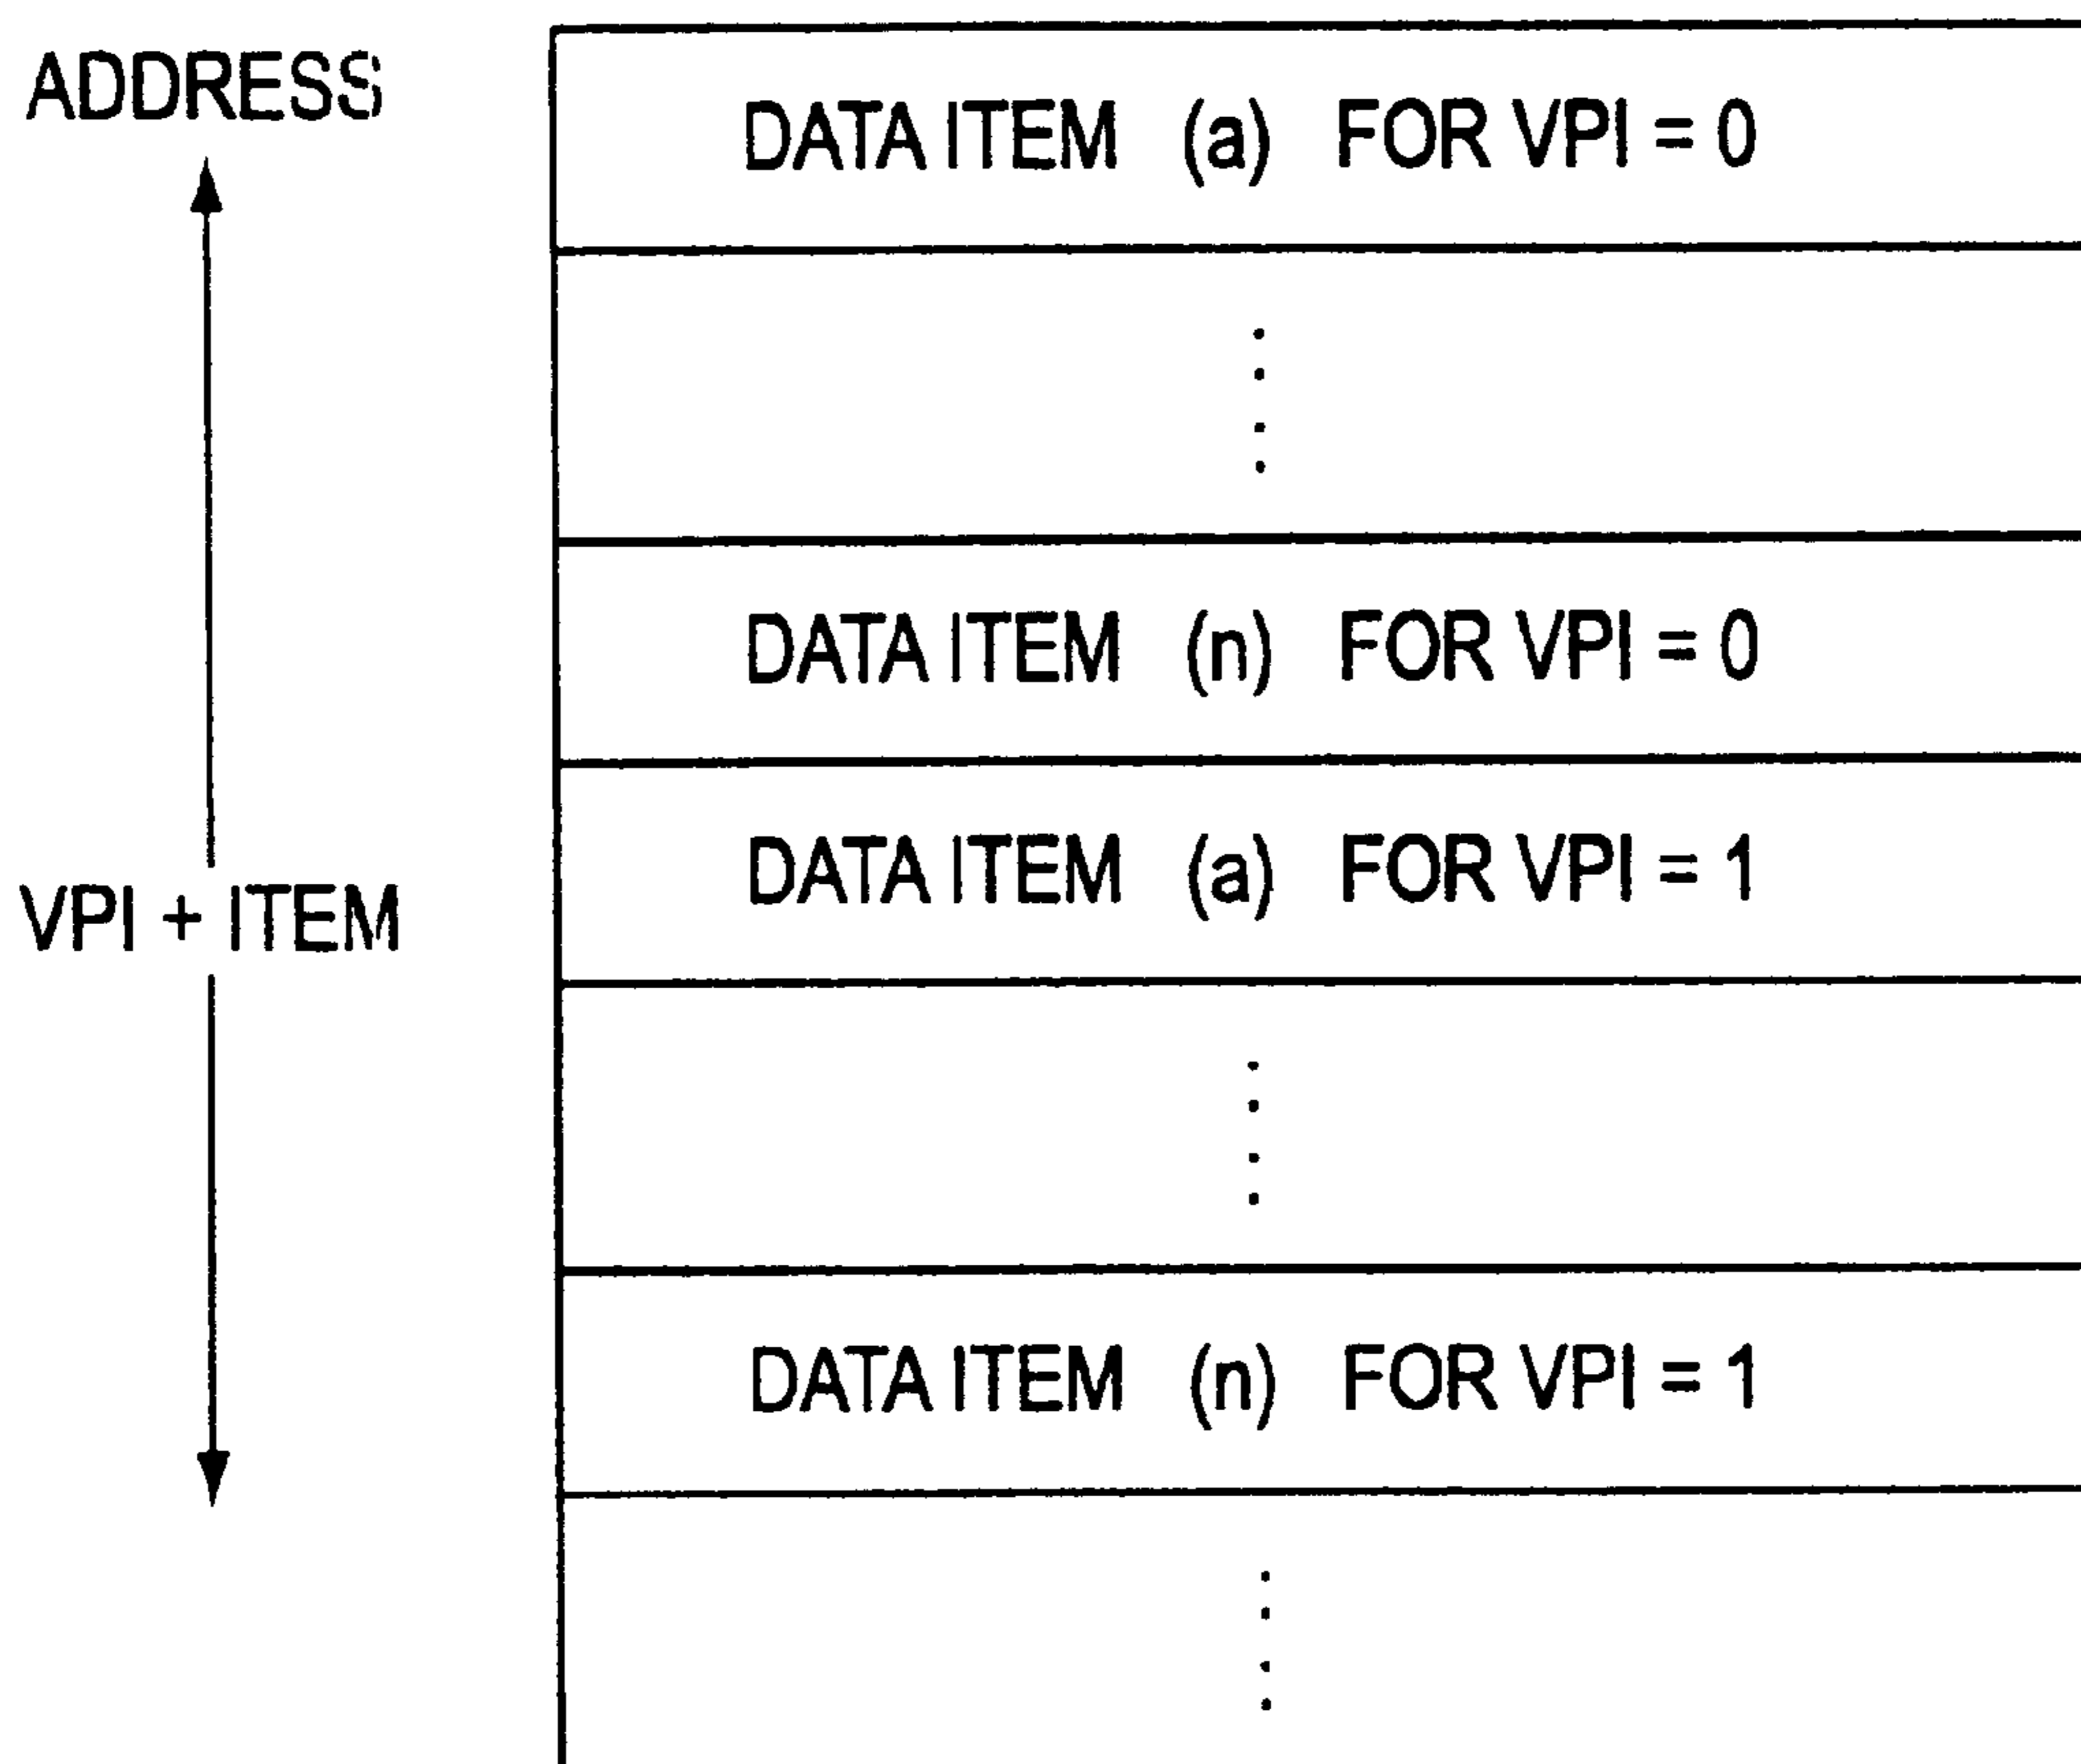 ADDRESS
DATA ITEM (a) FOR VPI = 0
DATA ITEM (n) FOR VPI = 0
DATA ITEM (a) FOR VPI = 1
VPI + ITEM
DATA ITEM (n) FOR VPI = 1